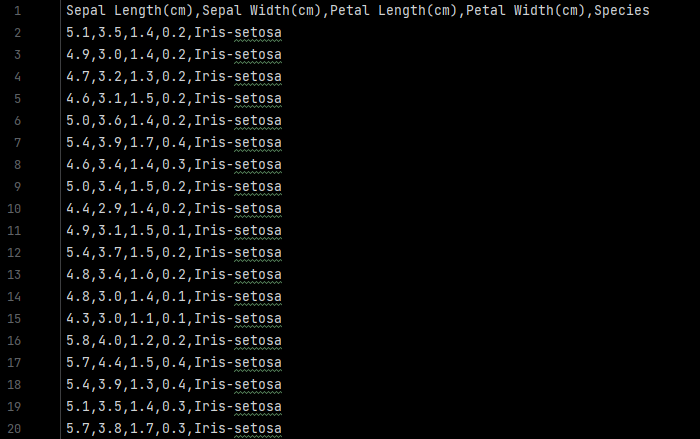 1 Sepal Length(cm),Sepal Width(cm),Petal Length(cm),Petal Width(cm),Species
2 5.1,3.5,1.4,0.2,Iris-setosa
3 4.9,3.0,1.4,0.2,Iris-setosa
4 4.7,3.2,1.3,0.2,Iris-setosa
5 4.6,3.1,1.5,0.2,Iris-setosa
6 5.0,3.6,1.4,0.2,Iris-setosa
7 5.4,3.9,1.7,0.4,Iris-setosa
8 4.6,3.4,1.4,0.3,Iris-setosa
9 5.0,3.4,1.5,0.2,Iris-setosa
10 4.4,2.9,1.4,0.2,Iris-setosa
11 4.9,3.1,1.5,0.1,Iris-setosa
12 5.4,3.7,1.5,0.2,Iris-setosa
13 4.8,3.4,1.6,0.2,Iris-setosa
14 4.8,3.0,1.4,0.1,Iris-setosa
15 4.3,3.0,1.1,0.1,Iris-setosa
16 5.8,4.0,1.2,0.2,Iris-setosa
17 5.7,4.4,1.5,0.4,Iris-setosa
18 5.4,3.9,1.3,0.4,Iris-setosa
19 5.1,3.5,1.4,0.3,Iris-setosa
20 5.7,3.8,1.7,0.3,Iris-setosa